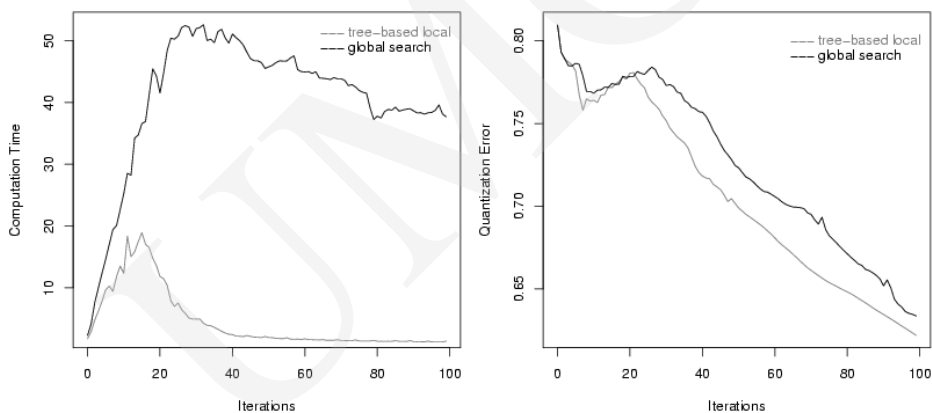 50
40
30
20
10
Computation Time
tree-based local
global search
0
20
40
60
80
100
Iterations
0.80
0.75
0.70
0.65
Quantization Error
tree-based local
global search
0
20
40
60
80
100
Iterations
UMC